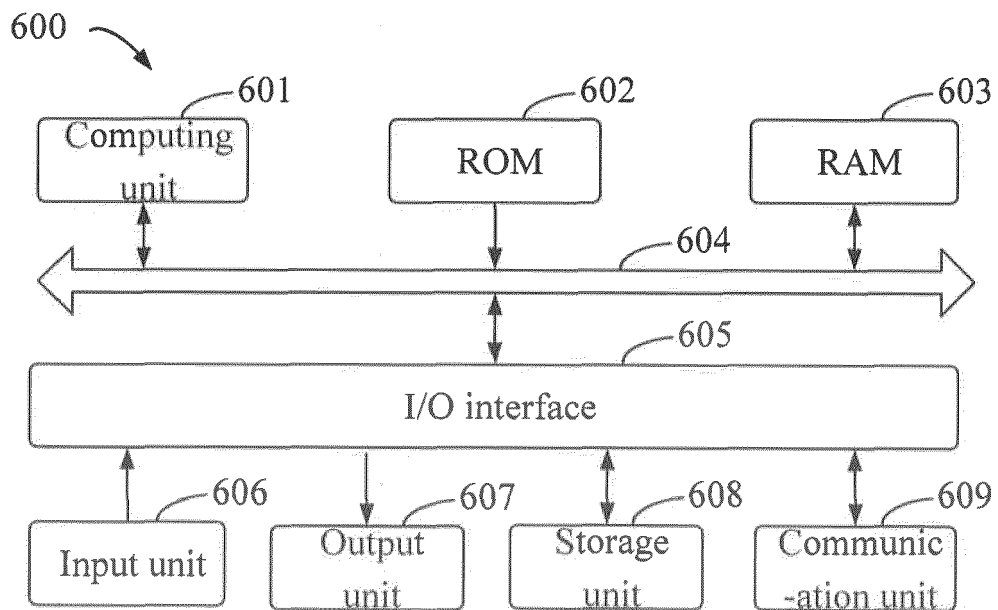 600
601
602
603
Computing
unit
ROM
RAM
604
605
I/O interface
606
607
608
609
Input unit
Output
unit
Storage
unit
Communic
-ation unit